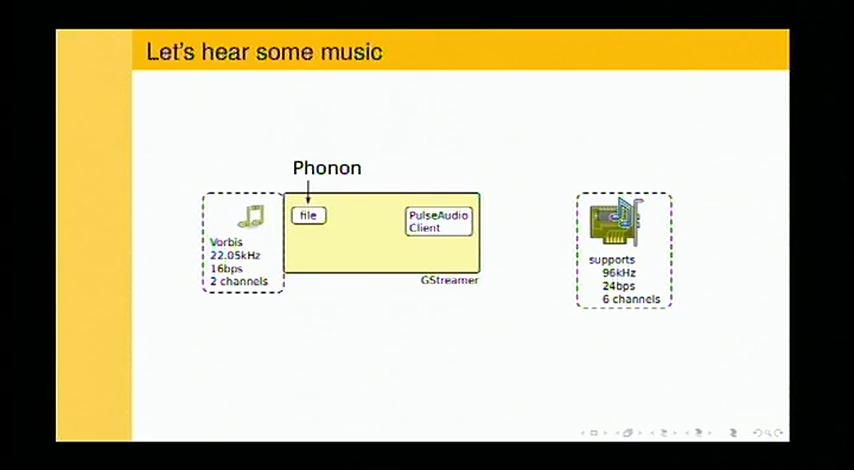 Let's hear some music
Phonon
file
PulseAudio
Client
Vorbis
22.05kHz
16bps
2 channels
GStreamer
supports
96kHz
24bps
6 channels